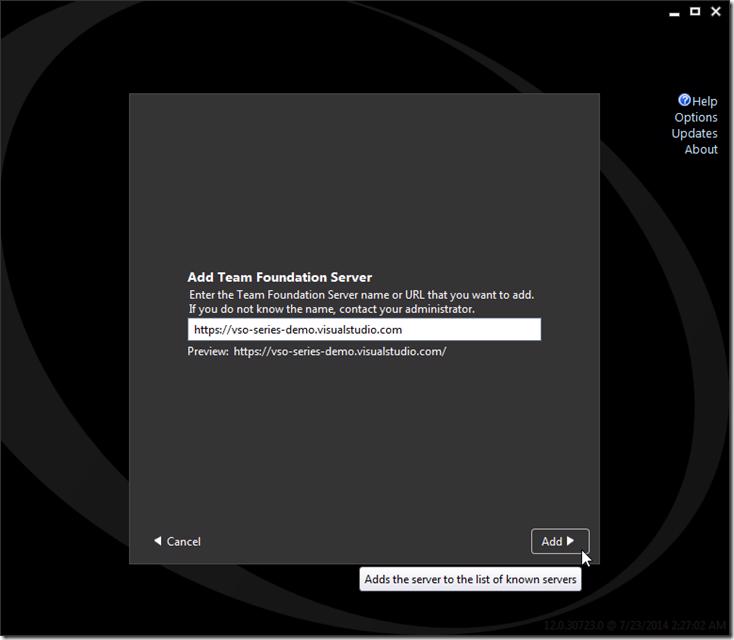 Help
Options
Updates
About
Add Team Foundation Server
Enter the Team Foundation Server name or URL that you want to add.
If you do not know the name, contact your administrator.
https://vso-series-demo.visualstudio.com
Preview: https://vso-series-demo.visualstudio.com/
Cancel
Add
Adds the server to the list of known servers
12.0.30723.0 @ 7/23/2014 2:27:02 AM